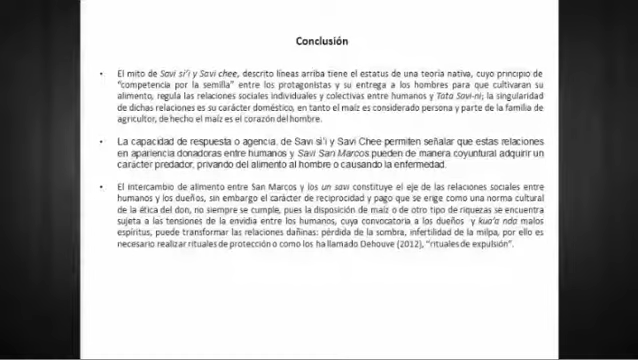 Conclusión
• El mito de Savi si'i y Savi chee, descrito líneas arriba tiene el estatus de una teoría nativa, cuyo principio de
"competencia por la semilla" entre los protagonistas y su entrega a los hombres para que cultivaran su
alimento, regula las relaciones sociales individuales y colectivas entre humanos y Tata Savi-ni; la singularidad
de dichas relaciones es su carácter doméstico, en tanto el maíz es considerado persona y parte de la familia de
agricultor, de hecho el maíz es el corazón del hombre.
• La capacidad de respuesta o agencia, de Savi si'i y Savi Chee permiten señalar que estas relaciones
en apariencia donadoras entre humanos y Savi San Marcos pueden de manera coyuntural adquirir un
carácter predador, privando del alimento al hombre o causando la enfermedad.
• El intercambio de alimento entre San Marcos y los un savi constituye el eje de las relaciones sociales entre
humanos y los dueños, sin embargo el carácter de reciprocidad y pago que se erige como una norma cultural
de la ética del don, no siempre se cumple, pues la disposición de maíz o de otro tipo de riquezas se encuentra
sujeta a las tensiones de la envidia entre los humanos, cuya convocatoria a los dueños y kua'a nda malos
espíritus, puede transformar las relaciones dañinas: pérdida de la sombra, infertilidad de la milpa, por ello es
necesario realizar rituales de protección o como los ha llamado Dehouve (2012), "rituales de expulsión".